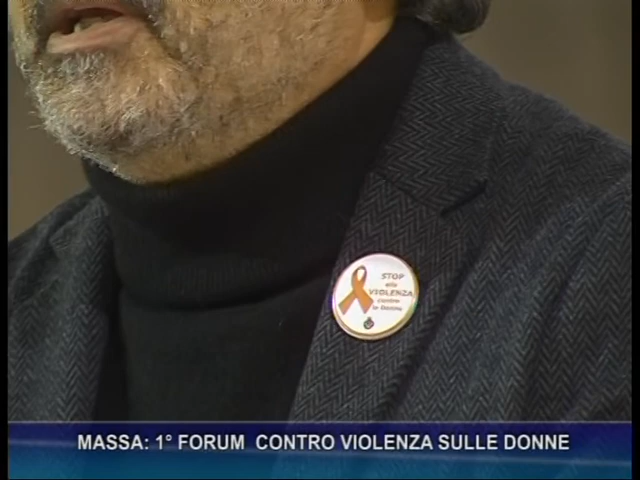 STOP
alla
VIOLENZA
contro
le Donne
MASSA: 1° FORUM CONTRO VIOLENZA SULLE DONNE